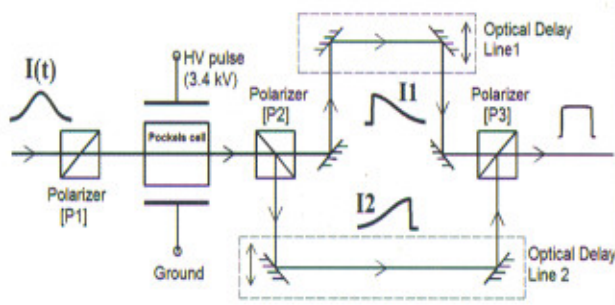 I(t)
HV pulse
(3.4 kV)
Optical Delay
Line1
Polarizer
[P2]
I1
Polarizer
[P3]
Pockels cell
Polarizer
[P1]
I2
Ground
Optical Delay
Line 2